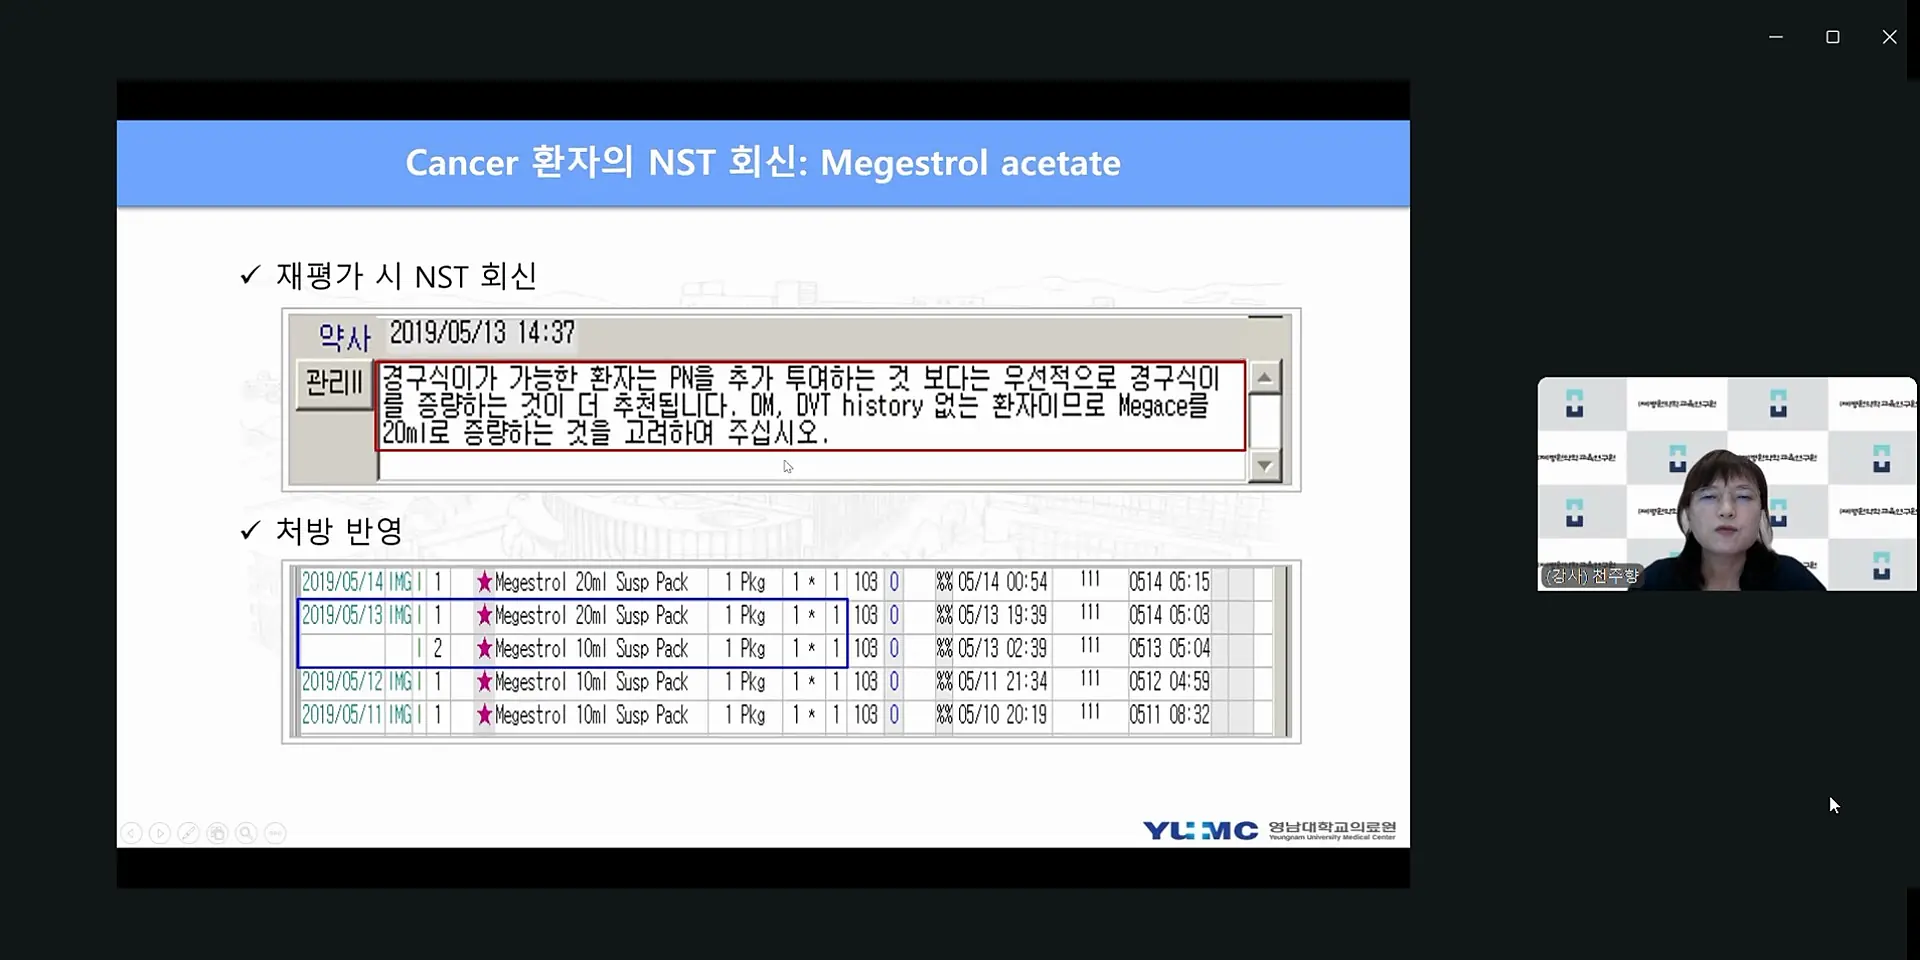 Cancer 환자의 NST 회신: Megestrol acetate
✓ 재평가 시 NST 회신
약사 2019/05/13 14:37
관리II
경구식이가 가능한 환자는 PN을 추가 투여하는 것 보다는 우선적으로 경구식이
를 증량하는 것이 더 추천됩니다. DM, DVT history 없는 환자이므로 Megace를
20ml로 증량하는 것을 고려하여 주십시오.
✓ 처방 반영
2019/05/14 IMG I 1 ★Megestrol 20ml Susp Pack 1 Pkg 1 * 1 103 0 %% 05/14 00:54 111 0514 05:15
2019/05/13 IMG I 1 ★Megestrol 20ml Susp Pack 1 Pkg 1 * 1 103 0 %% 05/13 19:39 111 0514 05:03
I 2 ★Megestrol 10ml Susp Pack 1 Pkg 1 * 1 103 0 %% 05/13 02:39 111 0513 05:04
2019/05/12 IMG I 1 ★Megestrol 10ml Susp Pack 1 Pkg 1 * 1 103 0 %% 05/11 21:34 111 0512 04:59
2019/05/11 IMG I 1 ★Megestrol 10ml Susp Pack 1 Pkg 1 * 1 103 0 %% 05/10 20:19 111 0511 08:32
YUMC 영남대학교의료원
Yeungnam University Medical Center
(강사) 천주향